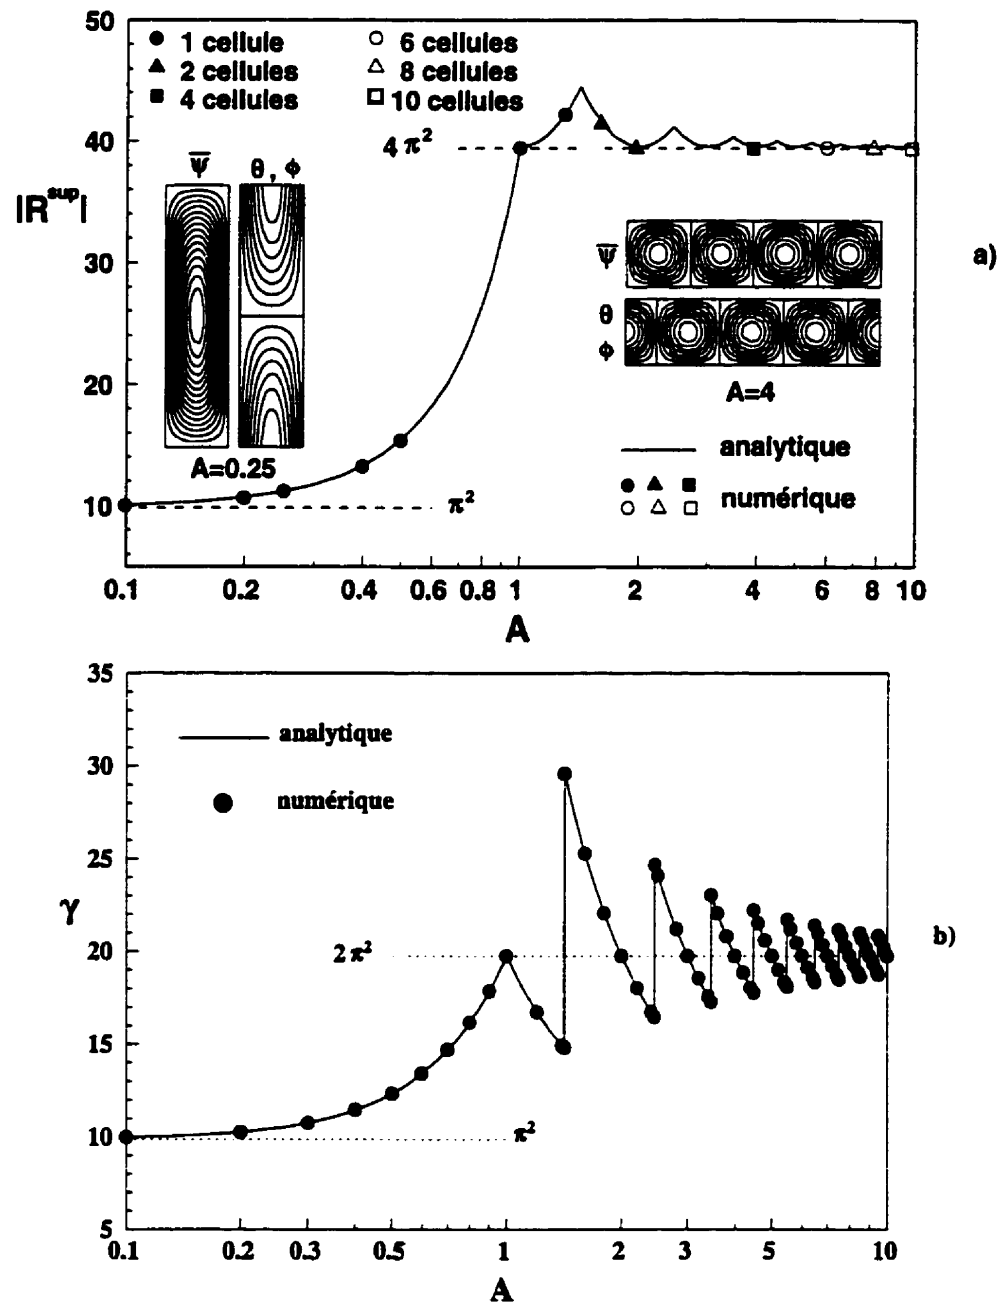 50
1 cellule
6 cellules
2 cellules
8 cellules
4 cellules
10 cellules
40
4 π²
ψ̅
θ , φ
|R^sup|
a)
30
ψ̅
θ
φ
20
A=4
analytique
A=0.25
numérique
10
π²
0.1
0.2
0.4
0.6
0.8
1
2
4
6
8
10
A
35
analytique
30
numérique
25
γ
b)
2 π²
20
15
π²
10
5
0.1
0.2
0.3
0.5
1
2
3
5
10
A